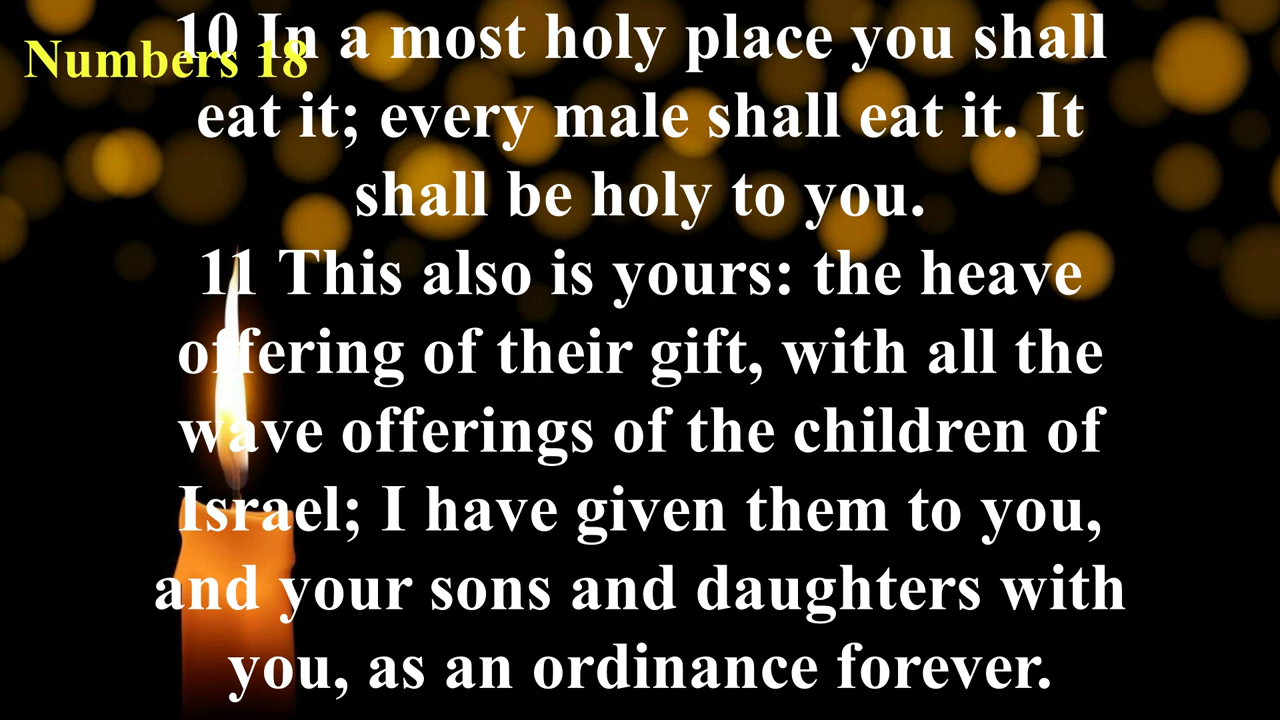 Numbers 18
10 In a most holy place you shall
eat it; every male shall eat it. It
shall be holy to you.
11 This also is yours: the heave
offering of their gift, with all the
wave offerings of the children of
Israel; I have given them to you,
and your sons and daughters with
you, as an ordinance forever.